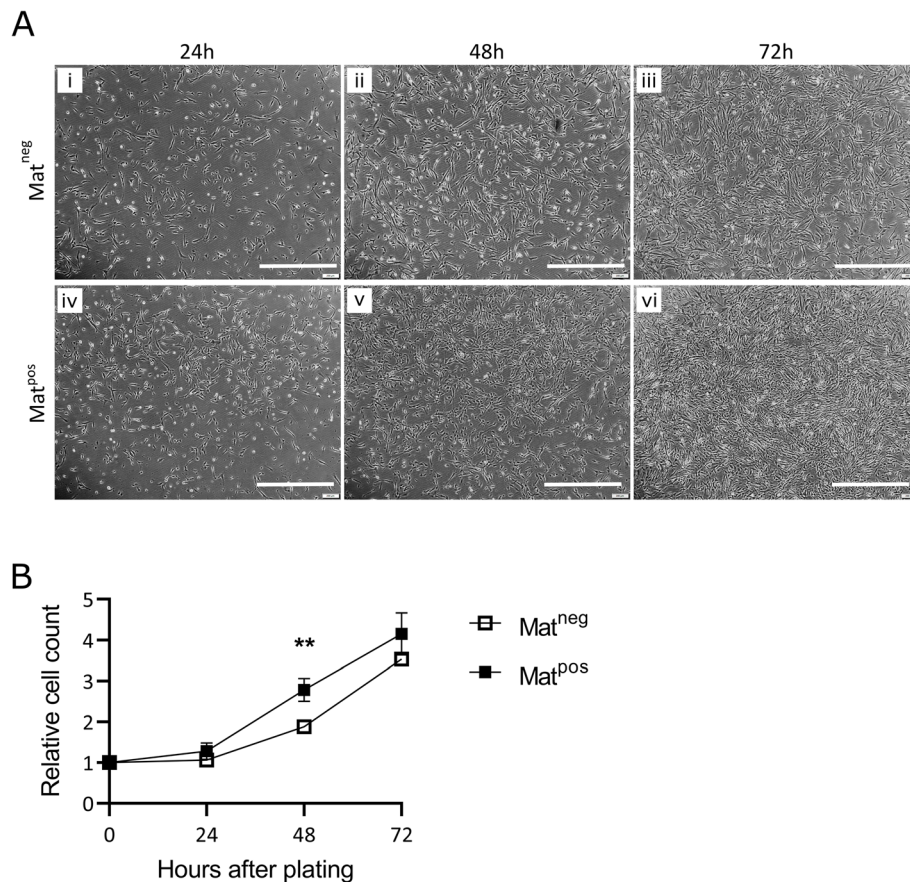 A
24h 48h 72h
i ii iii
Mat^neg
iv v vi
Mat^pos
B
5
4
3
2
1
0
Relative cell count
**
0 24 48 72
Hours after plating
Mat^neg
Mat^pos